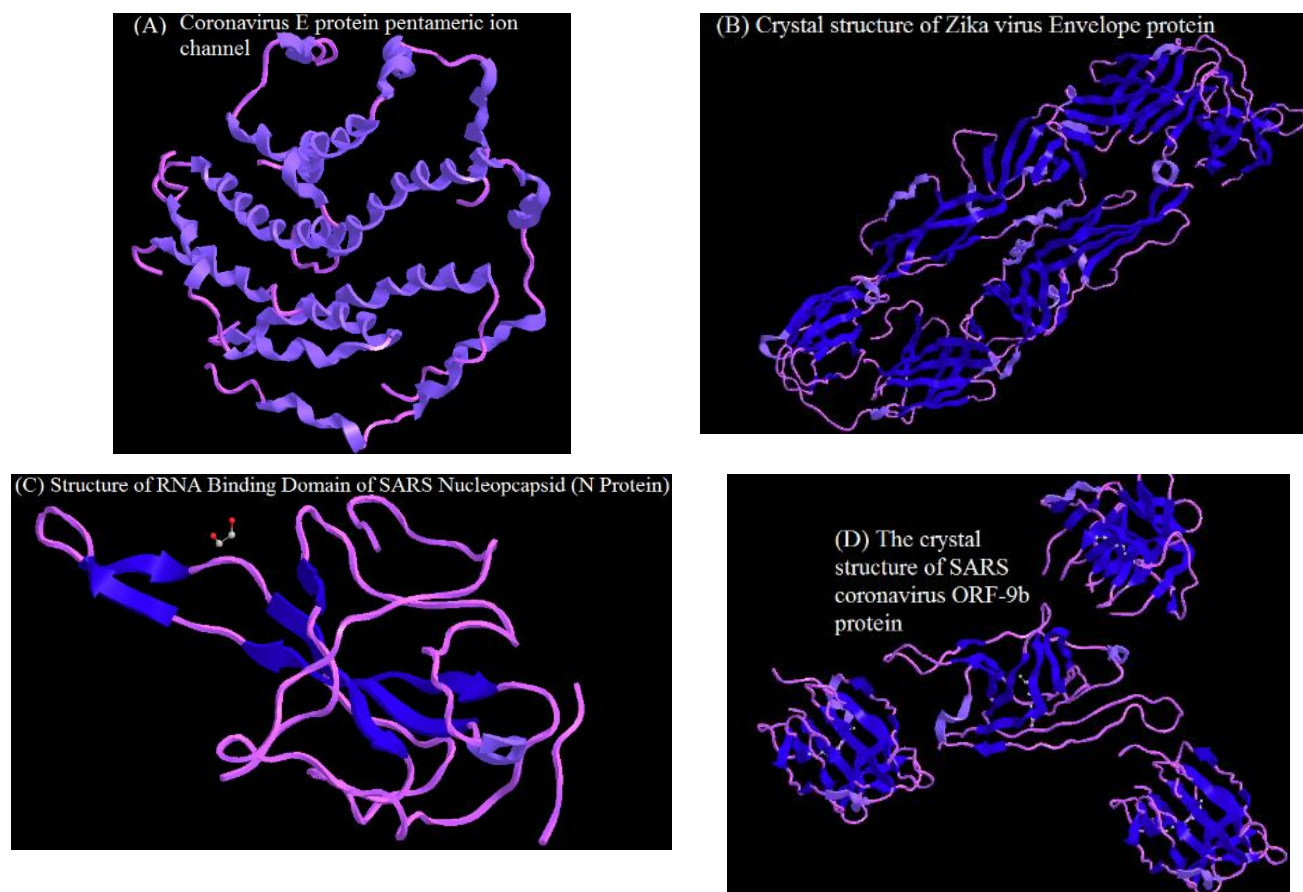 (A) Coronavirus E protein pentameric ion
channel
(B) Crystal structure of Zika virus Envelope protein
(C) Structure of RNA Binding Domain of SARS Nucleopcapsid (N Protein)
(D) The crystal
structure of SARS
coronavirus ORF-9b
protein